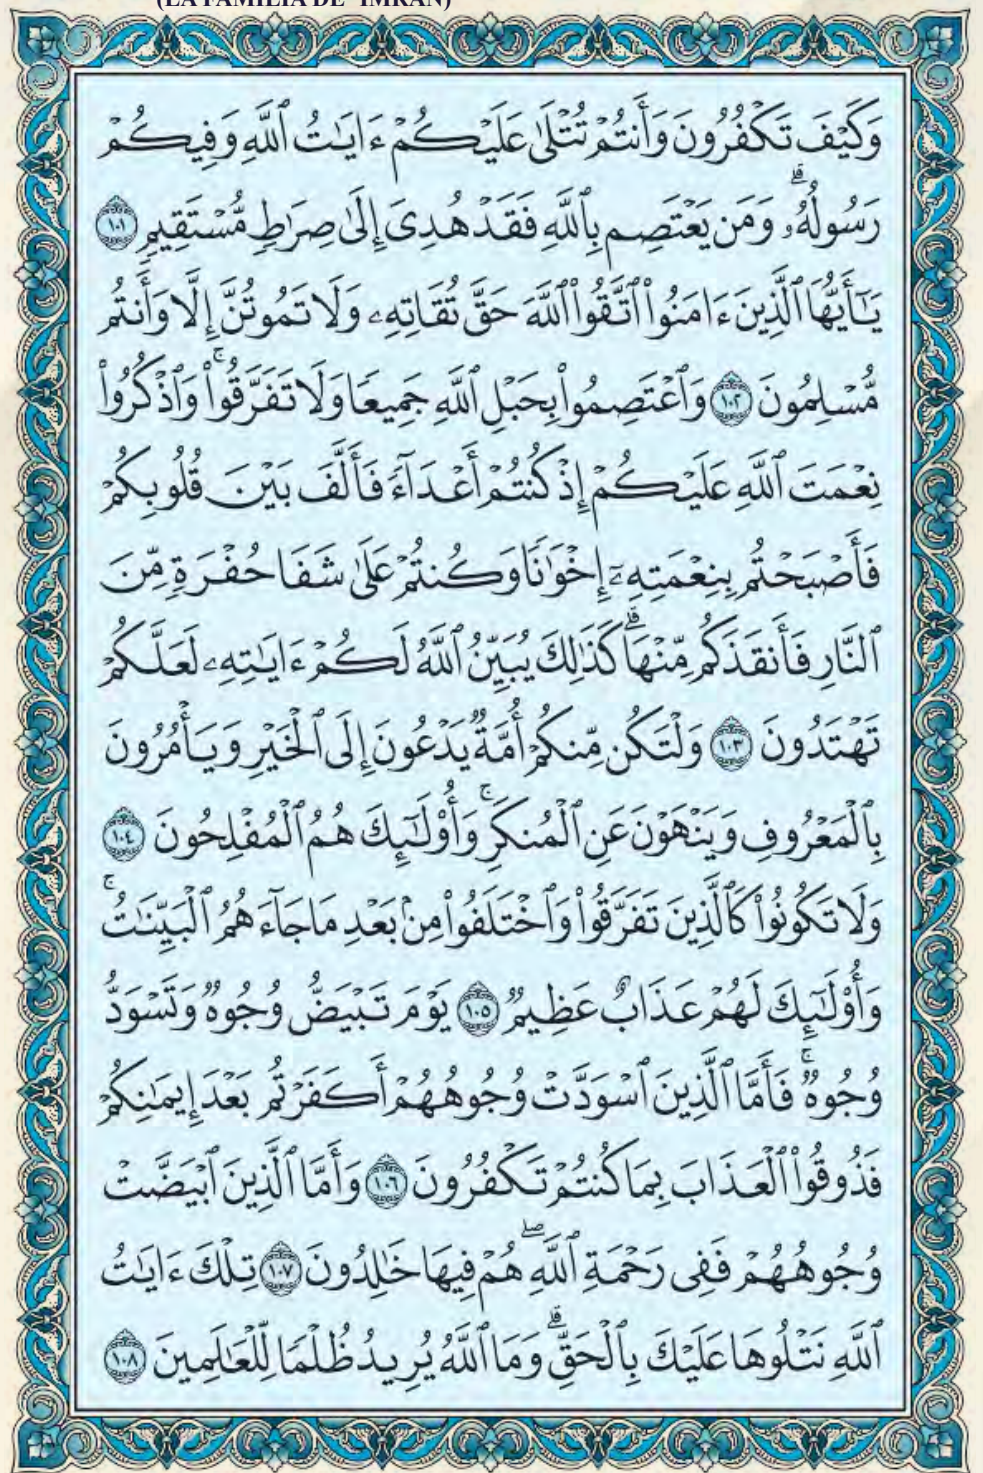 (LA FAMILIA DE ‘IMRÁN)
وَكَيْفَ تَكْفُرُونَ وَأَنتُمْ تُتْلَىٰ عَلَيْكُمْ ءَايَـٰتُ ٱللَّهِ وَفِيكُمْ
رَسُولُهُۥ ۗ وَمَن يَعْتَصِم بِٱللَّهِ فَقَدْ هُدِىَ إِلَىٰ صِرَٰطٍ مُّسْتَقِيمٍ ١٠١
يَـٰٓأَيُّهَا ٱلَّذِينَ ءَامَنُوا۟ ٱتَّقُوا۟ ٱللَّهَ حَقَّ تُقَاتِهِۦ وَلَا تَمُوتُنَّ إِلَّا وَأَنتُم
مُّسْلِمُونَ ١٠٢ وَٱعْتَصِمُوا۟ بِحَبْلِ ٱللَّهِ جَمِيعًا وَلَا تَفَرَّقُوا۟ ۚ وَٱذْكُرُوا۟
نِعْمَتَ ٱللَّهِ عَلَيْكُمْ إِذْ كُنتُمْ أَعْدَآءً فَأَلَّفَ بَيْنَ قُلُوبِكُمْ
فَأَصْبَحْتُم بِنِعْمَتِهِۦٓ إِخْوَٰنًا وَكُنتُمْ عَلَىٰ شَفَا حُفْرَةٍ مِّنَ
ٱلنَّارِ فَأَنقَذَكُم مِّنْهَا ۗ كَذَٰلِكَ يُبَيِّنُ ٱللَّهُ لَكُمْ ءَايَـٰتِهِۦ لَعَلَّكُمْ
تَهْتَدُونَ ١٠٣ وَلْتَكُن مِّنكُمْ أُمَّةٌ يَدْعُونَ إِلَى ٱلْخَيْرِ وَيَأْمُرُونَ
بِٱلْمَعْرُوفِ وَيَنْهَوْنَ عَنِ ٱلْمُنكَرِ ۚ وَأُو۟لَـٰٓئِكَ هُمُ ٱلْمُفْلِحُونَ ١٠٤
وَلَا تَكُونُوا۟ كَٱلَّذِينَ تَفَرَّقُوا۟ وَٱخْتَلَفُوا۟ مِنۢ بَعْدِ مَا جَآءَهُمُ ٱلْبَيِّنَـٰتُ ۚ
وَأُو۟لَـٰٓئِكَ لَهُمْ عَذَابٌ عَظِيمٌ ١٠٥ يَوْمَ تَبْيَضُّ وُجُوهٌ وَتَسْوَدُّ
وُجُوهٌ ۚ فَأَمَّا ٱلَّذِينَ ٱسْوَدَّتْ وُجُوهُهُمْ أَكَفَرْتُم بَعْدَ إِيمَـٰنِكُمْ
فَذُوقُوا۟ ٱلْعَذَابَ بِمَا كُنتُمْ تَكْفُرُونَ ١٠٦ وَأَمَّا ٱلَّذِينَ ٱبْيَضَّتْ
وُجُوهُهُمْ فَفِى رَحْمَةِ ٱللَّهِ ۖ هُمْ فِيهَا خَـٰلِدُونَ ١٠٧ تِلْكَ ءَايَـٰتُ
ٱللَّهِ نَتْلُوهَا عَلَيْكَ بِٱلْحَقِّ ۗ وَمَا ٱللَّهُ يُرِيدُ ظُلْمًا لِّلْعَـٰلَمِينَ ١٠٨